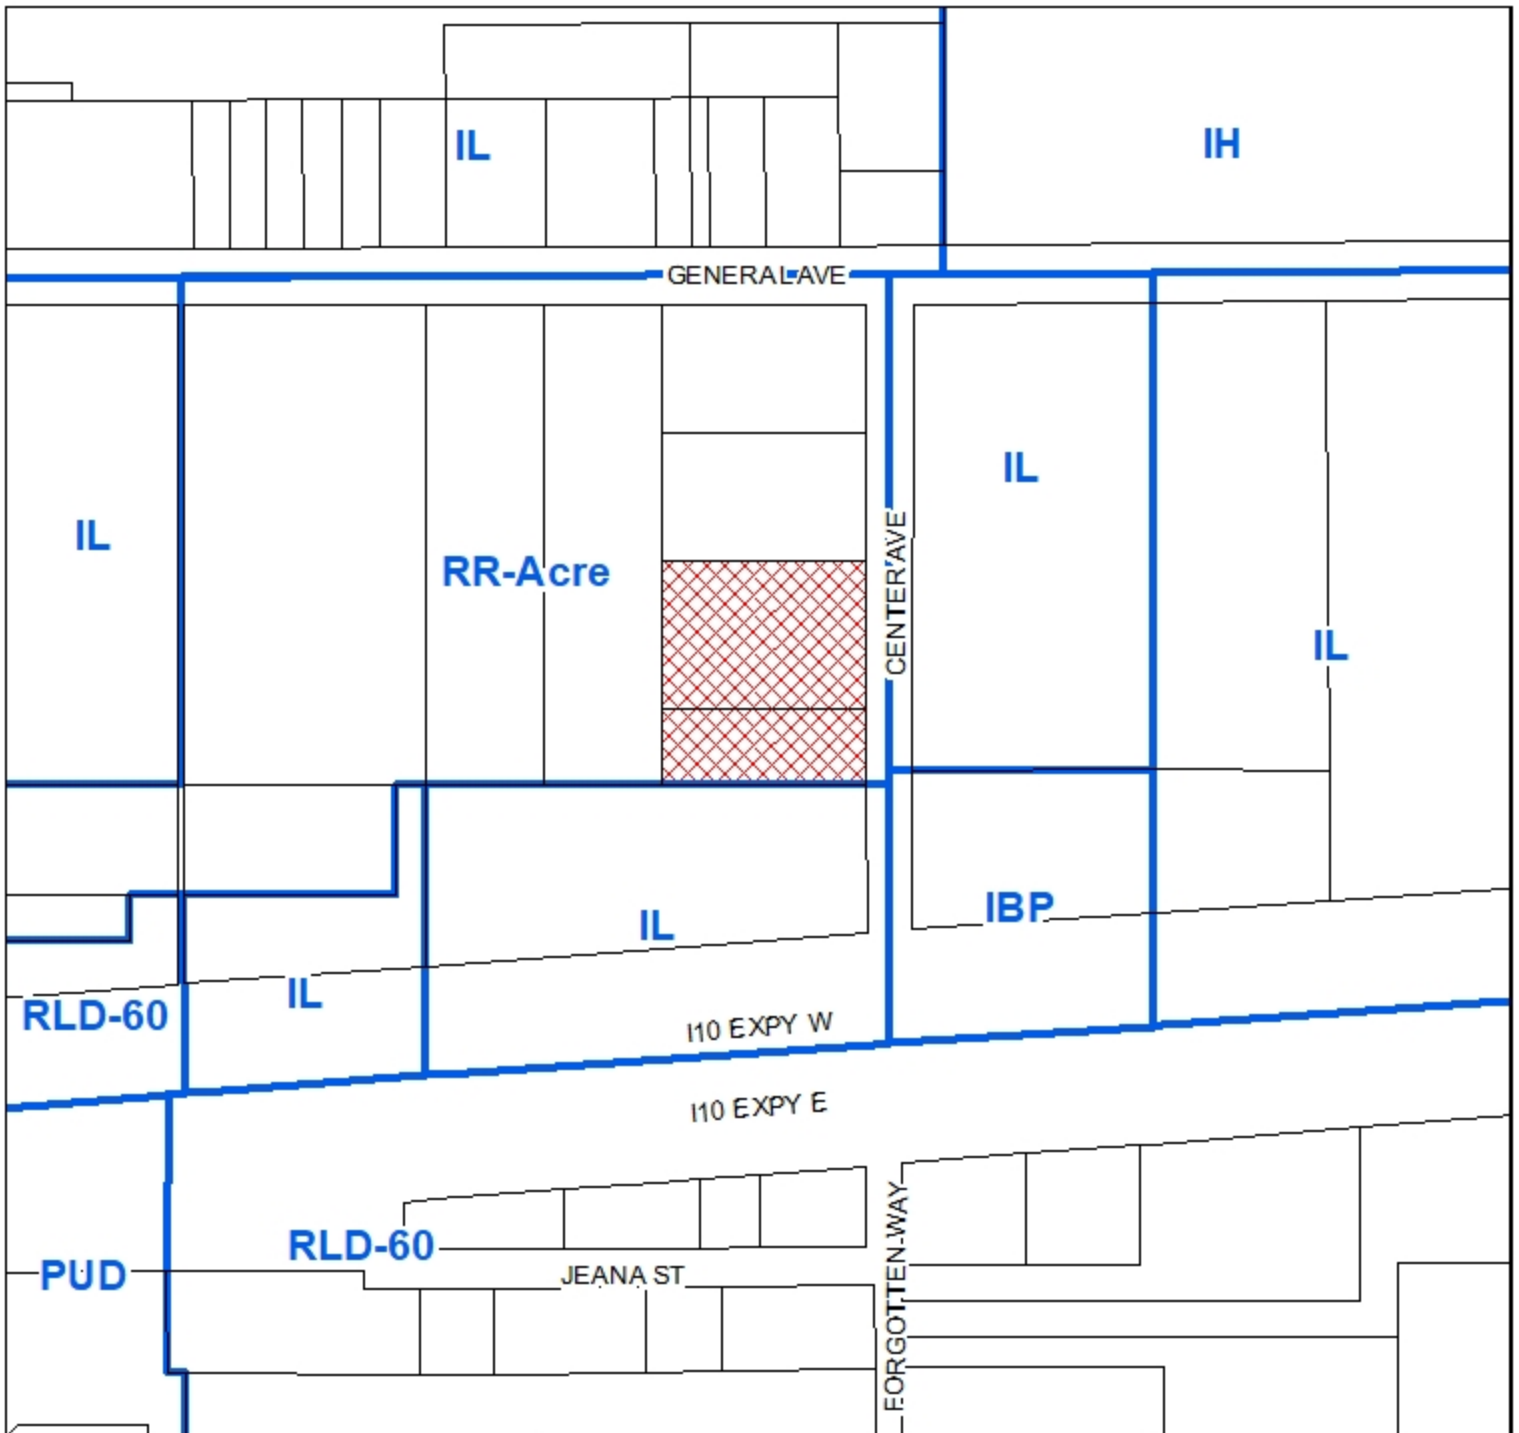 IL
IH
GENERAL AVE
IL
IL
CENTER AVE
RR-Acre
IL
IBP
IL
IL
RLD-60
I10 EXPY W
I10 EXPY E
FORGOTTEN WAY
RLD-60
PUD
JEANA ST